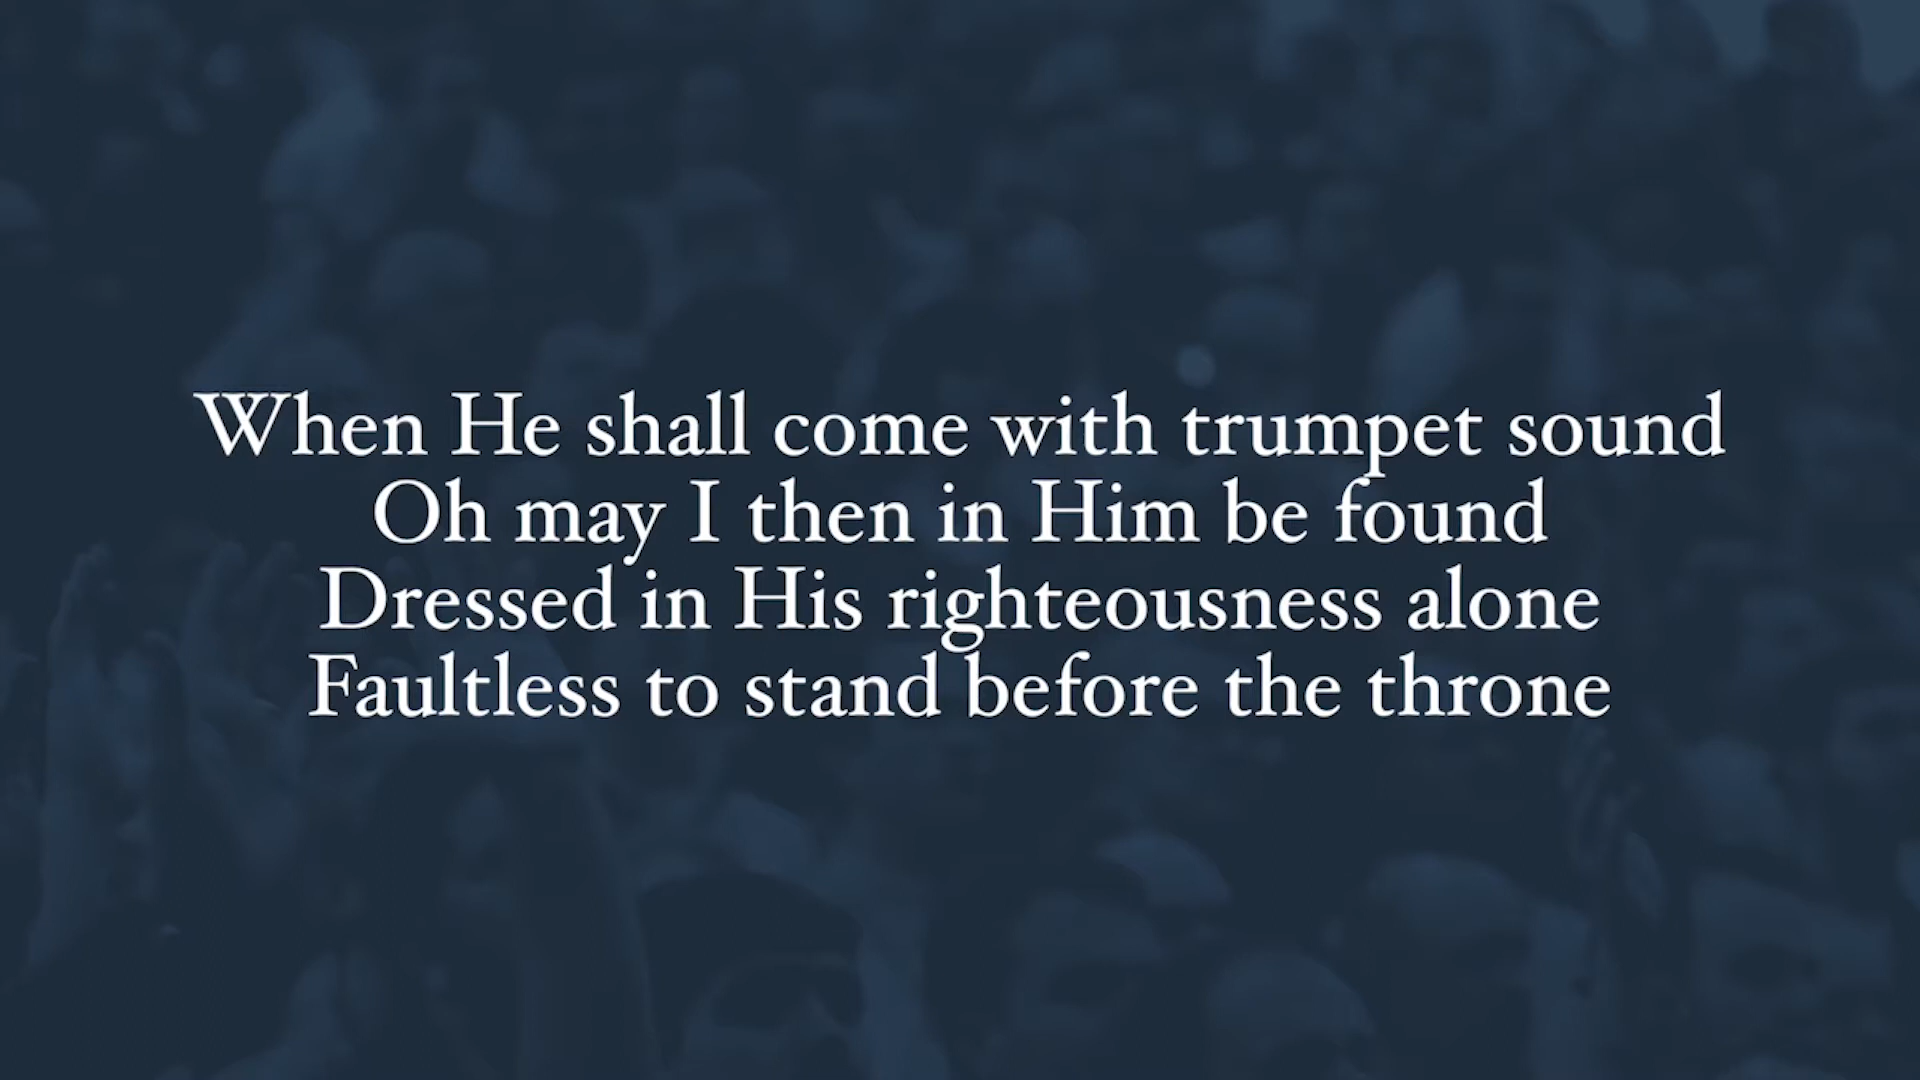 When He shall come with trumpet sound
Oh may I then in Him be found
Dressed in His righteousness alone
Faultless to stand before the throne